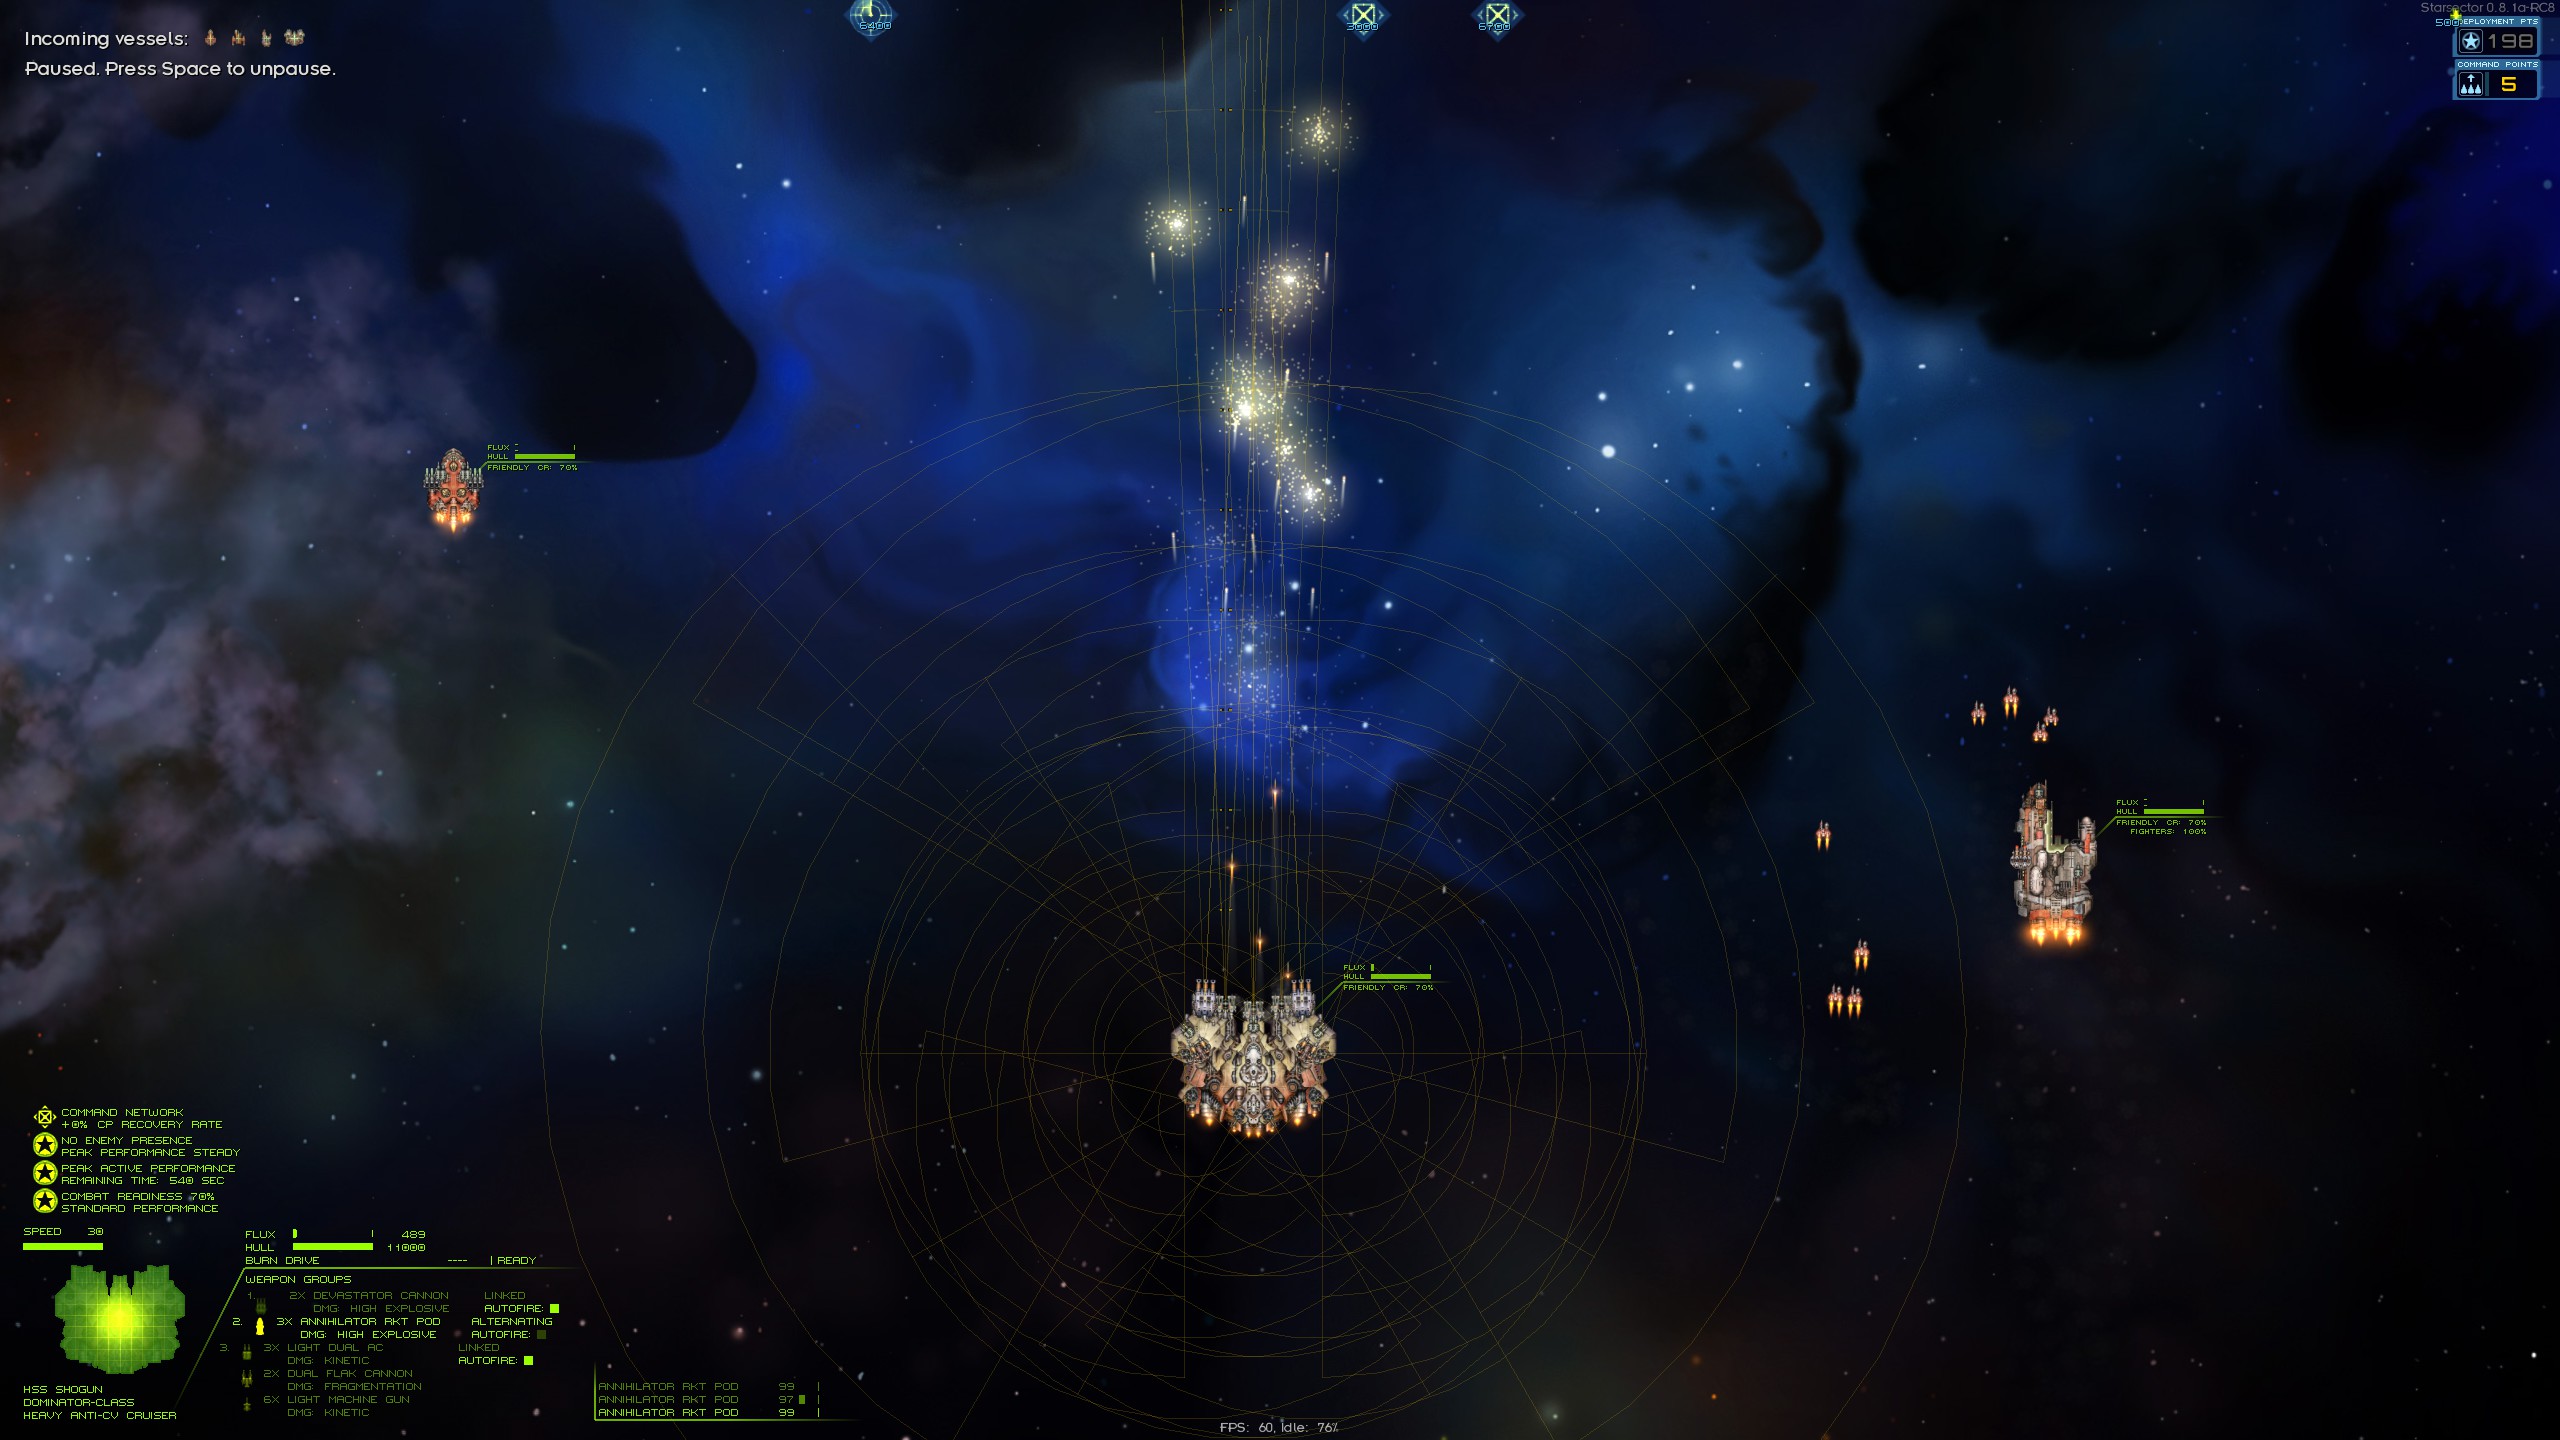 Starsector 0.8.1a-RC8
Incoming vessels:
Paused. Press Space to unpause.
6400
3000
6700
DEPLOYMENT PTS
198
COMMAND POINTS
5
FLUX
HULL
FRIENDLY CR: 70%
FLUX
HULL
FRIENDLY CR: 70%
FIGHTERS: 100%
FLUX
HULL
FRIENDLY CR: 70%
COMMAND NETWORK
+0% CP RECOVERY RATE
NO ENEMY PRESENCE
PEAK PERFORMANCE STEADY
PEAK ACTIVE PERFORMANCE
REMAINING TIME: 540 SEC
COMBAT READINESS 70%
STANDARD PERFORMANCE
SPEED 30
FLUX 489
HULL 11000
BURN DRIVE ---- READY
WEAPON GROUPS
1. 2X DEVASTATOR CANNON LINKED
DMG: HIGH EXPLOSIVE AUTOFIRE:
2. 3X ANNIHILATOR RKT POD ALTERNATING
DMG: HIGH EXPLOSIVE AUTOFIRE:
3. 3X LIGHT DUAL AC LINKED
DMG: KINETIC AUTOFIRE:
2X DUAL FLAK CANNON
DMG: FRAGMENTATION
6X LIGHT MACHINE GUN
DMG: KINETIC
HSS SHOGUN
DOMINATOR-CLASS
HEAVY ANTI-CV CRUISER
ANNIHILATOR RKT POD 99
ANNIHILATOR RKT POD 97
ANNIHILATOR RKT POD 99
FPS: 60, Idle: 76%